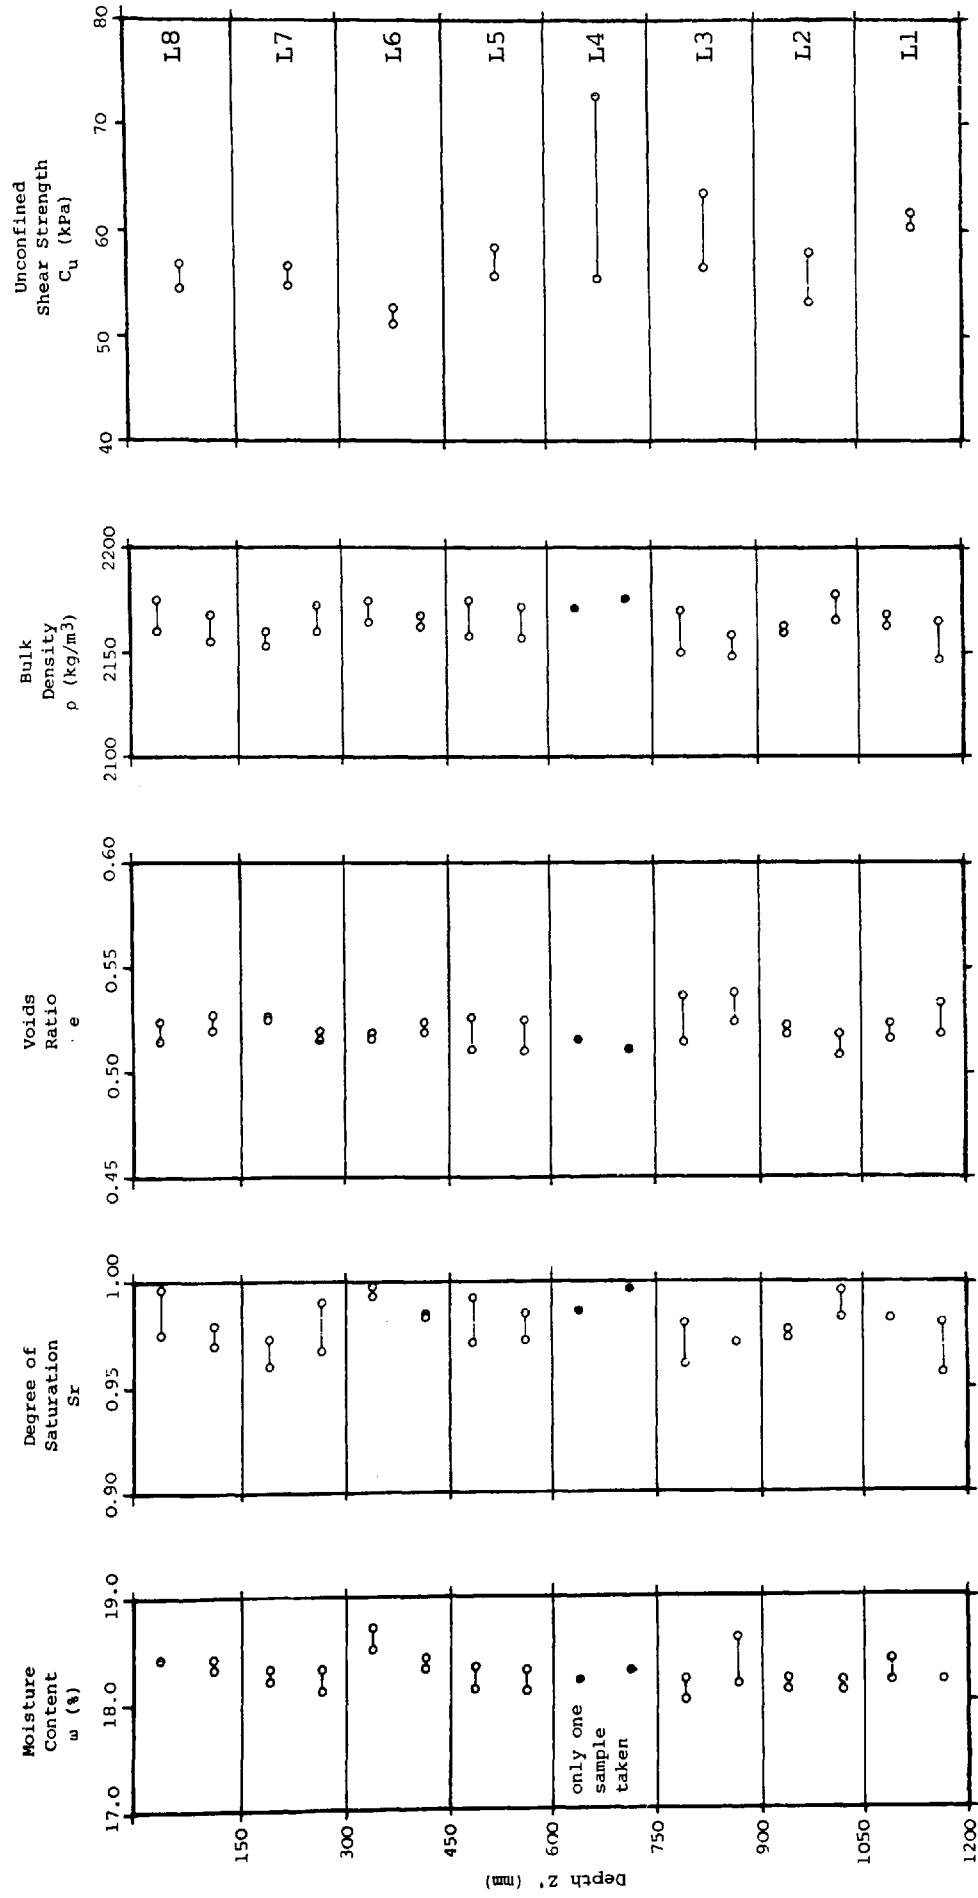 Moisture
Content
ω (%)
17.0
18.0
19.0
Degree of
Saturation
Sr
0.90
0.95
1.00
Voids
Ratio
e
0.45
0.50
0.55
0.60
Bulk
Density
ρ (kg/m3)
2100
2150
2200
Unconfined
Shear Strength
Cu (kPa)
40
50
60
70
80
L8
L7
L6
L5
L4
L3
L2
L1
only one
sample
taken
150
300
450
600
750
900
1050
1200
Depth Z' (mm)